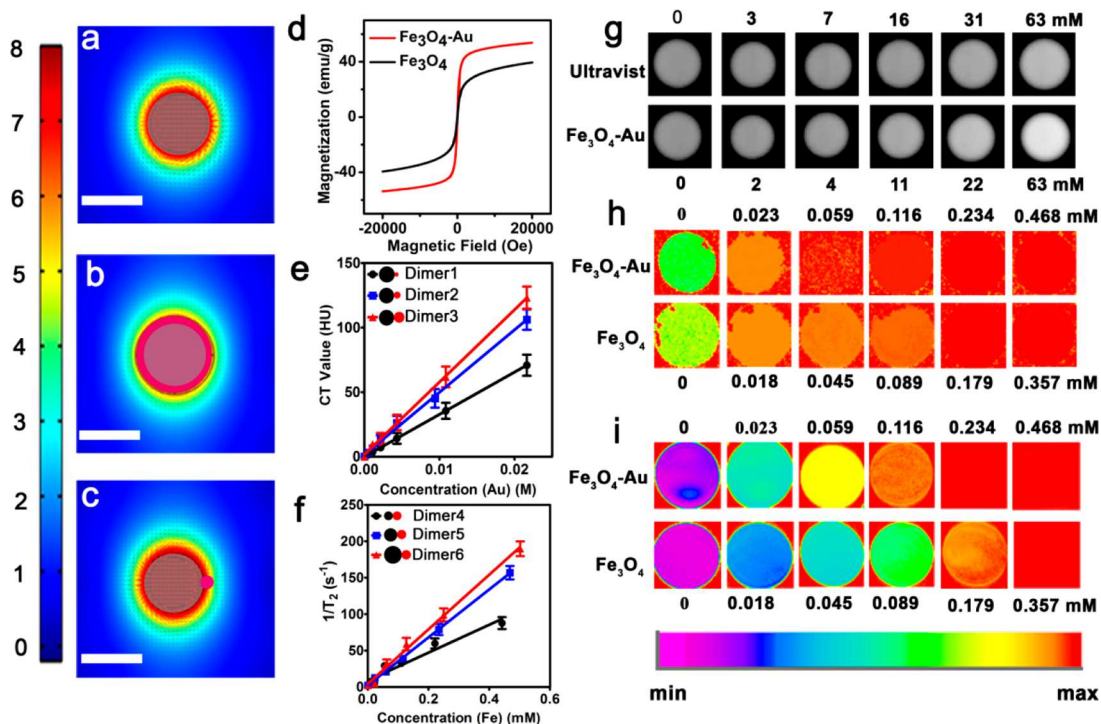 8
7
6
5
4
3
2
1
0
a
b
c
d
Magnetization (emu/g)
40
0
-40
Fe₃O₄-Au
Fe₃O₄
-20000 0 20000
Magnetic Field (Oe)
e
CT Value (HU)
150
100
50
0
Dimer1
Dimer2
Dimer3
0.00 0.01 0.02
Concentration (Au) (M)
f
1/T₂ (s⁻¹)
250
200
150
100
50
0
Dimer4
Dimer5
Dimer6
0.0 0.2 0.4 0.6
Concentration (Fe) (mM)
g
0 3 7 16 31 63 mM
Ultravist
Fe₃O₄-Au
0 2 4 11 22 63 mM
h
0 0.023 0.059 0.116 0.234 0.468 mM
Fe₃O₄-Au
Fe₃O₄
0 0.018 0.045 0.089 0.179 0.357 mM
i
0 0.023 0.059 0.116 0.234 0.468 mM
Fe₃O₄-Au
Fe₃O₄
0 0.018 0.045 0.089 0.179 0.357 mM
min max